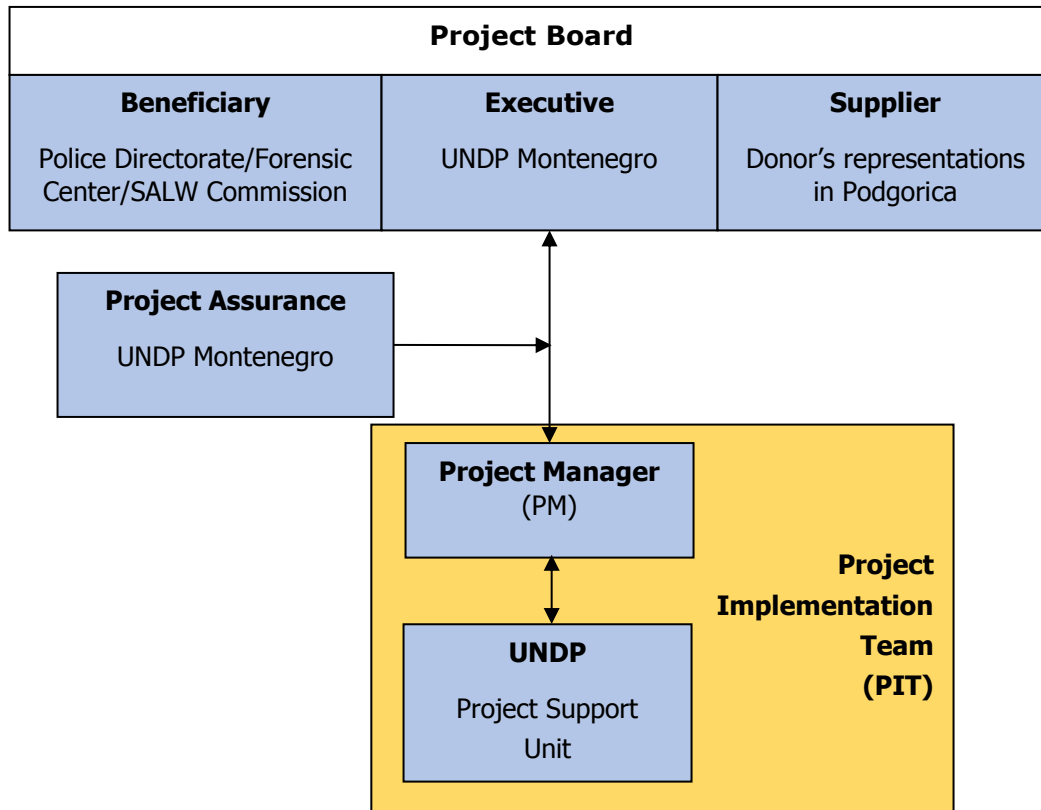 Project Board
Beneficiary
Police Directorate/Forensic
Center/SALW Commission
Executive
UNDP Montenegro
Supplier
Donor’s representations
in Podgorica
Project Assurance
UNDP Montenegro
Project Manager
(PM)
Project
Implementation
Team
(PIT)
UNDP
Project Support
Unit